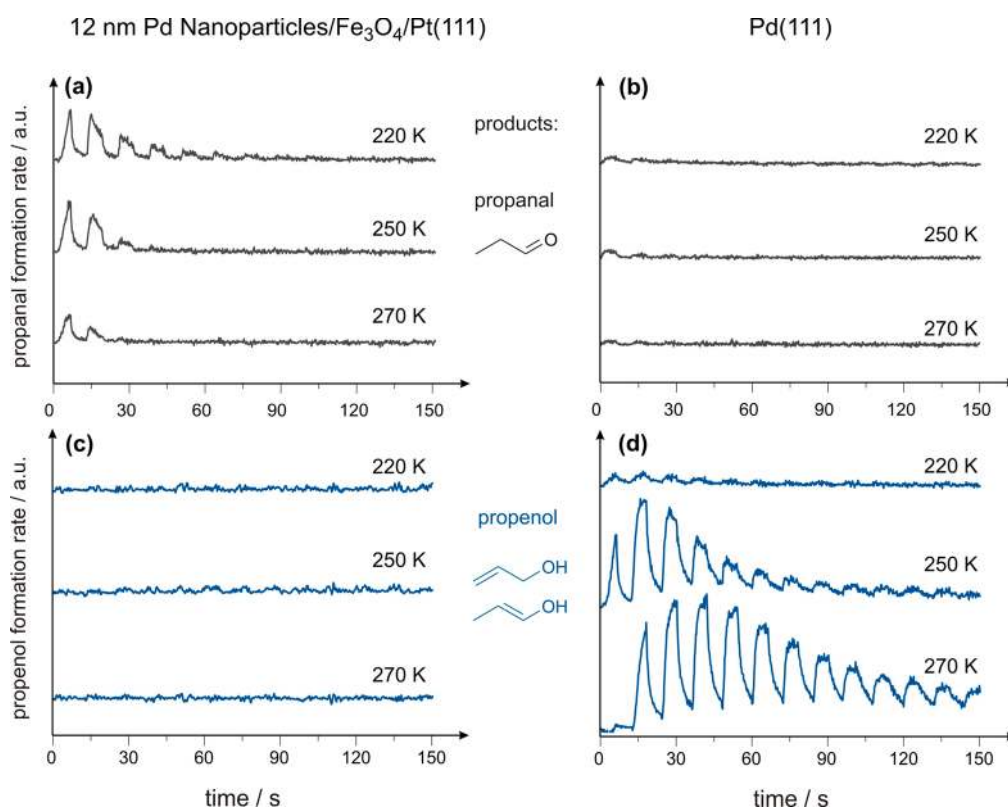 12 nm Pd Nanoparticles/Fe₃O₄/Pt(111)
Pd(111)
propanal formation rate / a.u.
(a)
220 K
250 K
270 K
0 30 60 90 120 150
products:
propanal
O
(b)
220 K
250 K
270 K
0 30 60 90 120 150
propenol formation rate / a.u.
(c)
220 K
250 K
270 K
0 30 60 90 120 150
time / s
propenol
OH
OH
(d)
220 K
250 K
270 K
0 30 60 90 120 150
time / s